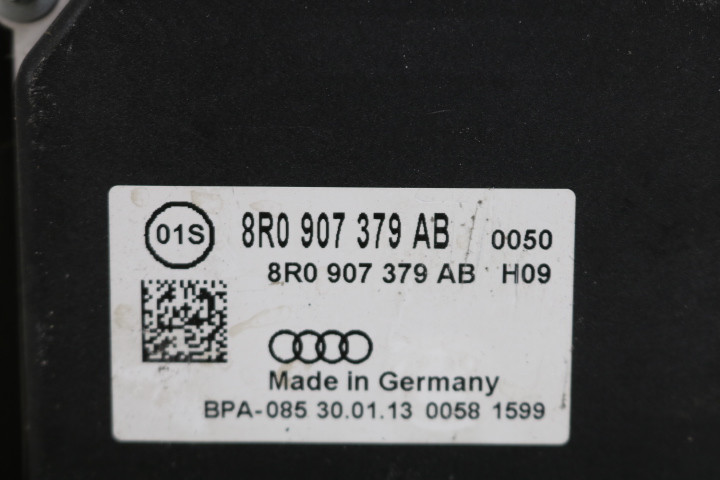 01S 8R0 907 379 AB 0050
8R0 907 379 AB H09
Made in Germany
BPA-085 30.01.13 0058 1599